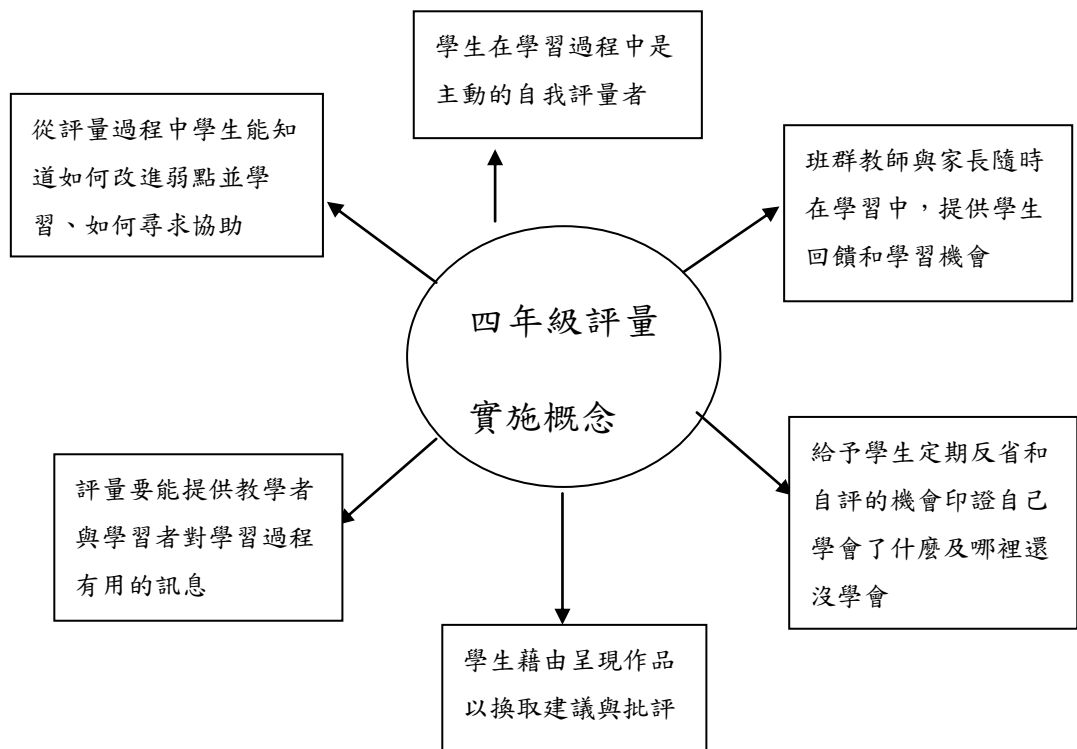 學生在學習過程中是
主動的自我評量者
從評量過程中學生能知
道如何改進弱點並學
習、如何尋求協助
班群教師與家長隨時
在學習中，提供學生
回饋和學習機會
四年級評量
實施概念
評量要能提供教學者
與學習者對學習過程
有用的訊息
給予學生定期反省和
自評的機會印證自己
學會了什麼及哪裡還
沒學會
學生藉由呈現作品
以換取建議與批評